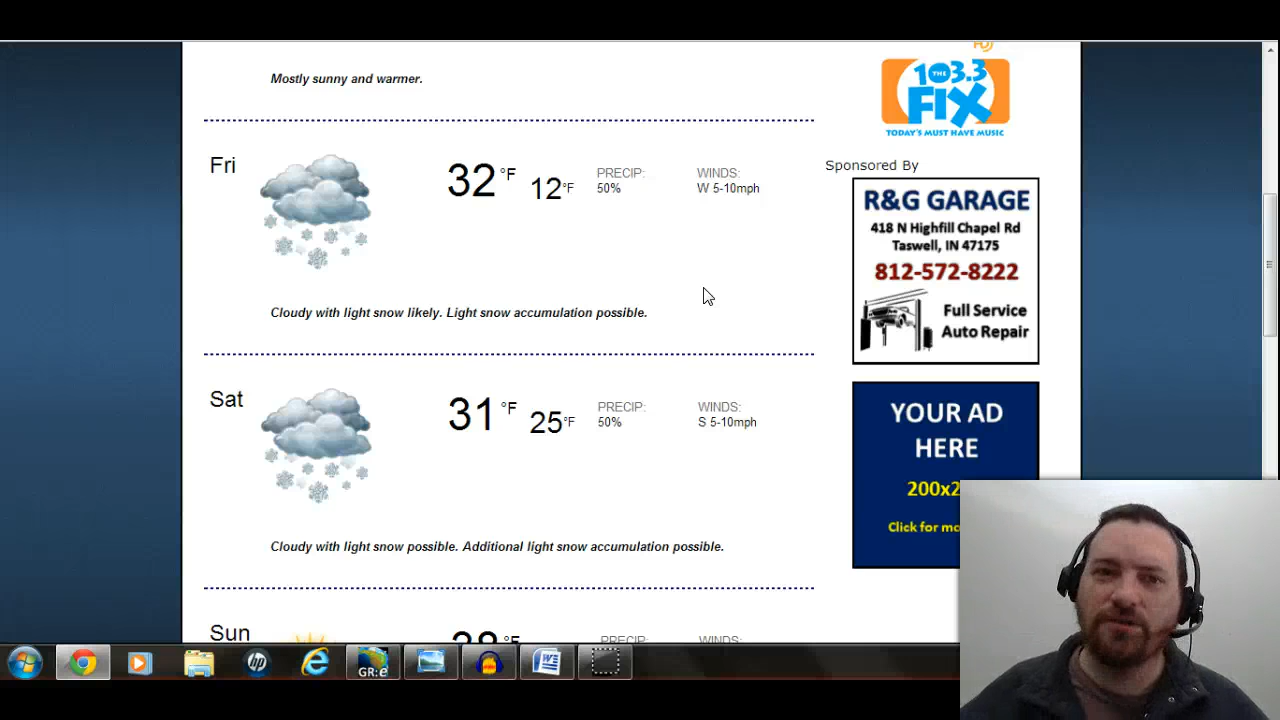 Mostly sunny and warmer.
103.3
THE
FIX
TODAY'S MUST HAVE MUSIC
Fri
32 °F 12°F
PRECIP:
50%
WINDS:
W 5-10mph
Cloudy with light snow likely. Light snow accumulation possible.
Sponsored By
R&G GARAGE
418 N Highfill Chapel Rd
Taswell, IN 47175
812-572-8222
Full Service
Auto Repair
Sat
31 °F 25°F
PRECIP:
50%
WINDS:
S 5-10mph
Cloudy with light snow possible. Additional light snow accumulation possible.
YOUR AD
HERE
Click for
Sun
°F
PRECIP:
WINDS:
hp
GR:e